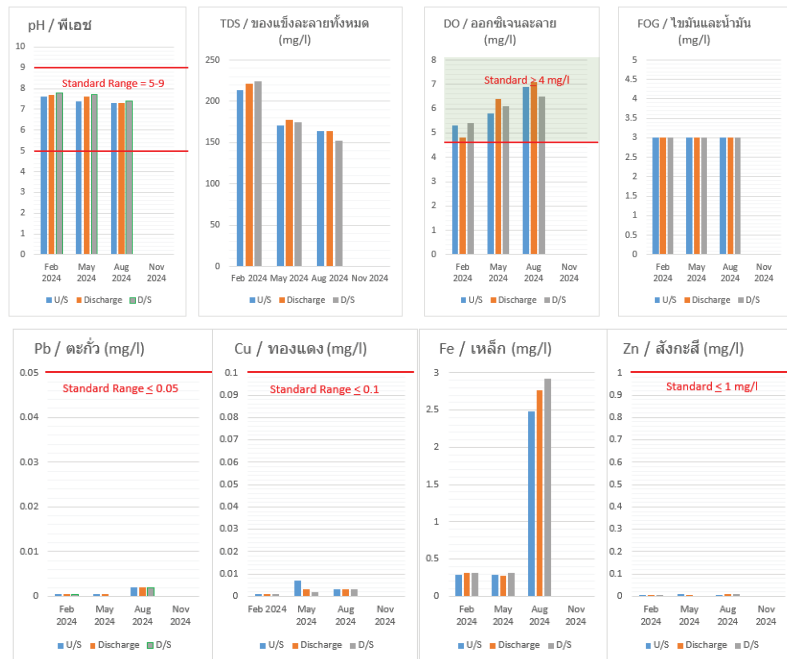 pH / พีเอช
10
9
8
7
6
5
4
3
2
1
0
Standard Range = 5-9
Feb 2024
May 2024
Aug 2024
Nov 2024
U/S Discharge D/S
TDS / ของแข็งละลายทั้งหมด
(mg/l)
250
200
150
100
50
0
Feb 2024 May 2024 Aug 2024 Nov 2024
U/S Discharge D/S
DO / ออกซิเจนละลาย
(mg/l)
8
7
6
5
4
3
2
1
0
Standard ≥ 4 mg/l
Feb 2024
May 2024
Aug 2024
Nov 2024
U/S Discharge D/S
FOG / ไขมันและน้ำมัน
(mg/l)
5
4.5
4
3.5
3
2.5
2
1.5
1
0.5
0
Feb 2024
May 2024
Aug 2024
Nov 2024
U/S Discharge D/S
Pb / ตะกั่ว (mg/l)
0.05
0.04
0.03
0.02
0.01
0
Standard Range ≤ 0.05
Feb 2024
May 2024
Aug 2024
Nov 2024
U/S Discharge D/S
Cu / ทองแดง (mg/l)
0.1
0.09
0.08
0.07
0.06
0.05
0.04
0.03
0.02
0.01
0
Standard Range ≤ 0.1
Feb 2024
May 2024
Aug 2024
Nov 2024
U/S Discharge D/S
Fe / เหล็ก (mg/l)
3
2.5
2
1.5
1
0.5
0
Feb 2024
May 2024
Aug 2024
Nov 2024
U/S Discharge D/S
Zn / สังกะสี (mg/l)
1
0.9
0.8
0.7
0.6
0.5
0.4
0.3
0.2
0.1
0
Standard ≤ 1 mg/l
Feb 2024
May 2024
Aug 2024
Nov 2024
U/S Discharge D/S